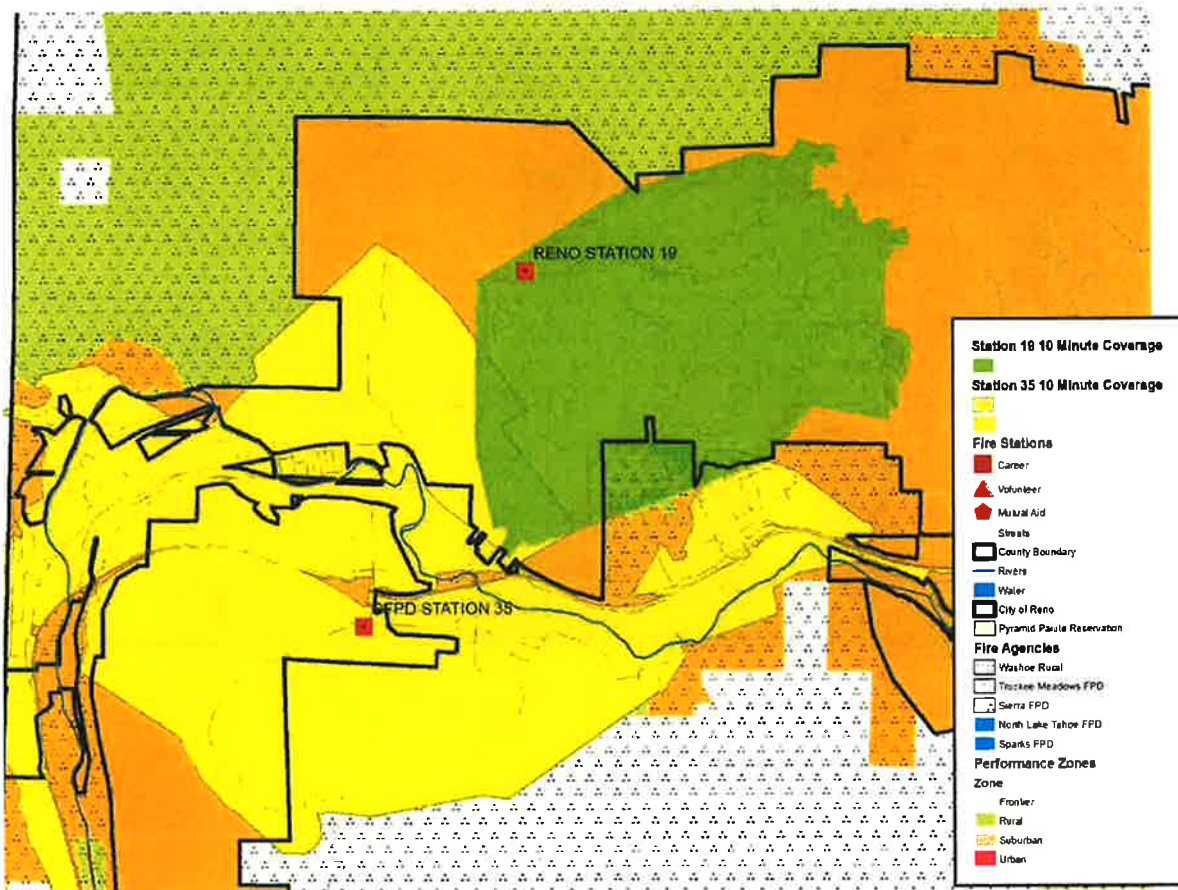 RENO STATION 19
SFPD STATION 35
Station 19 10 Minute Coverage
Station 35 10 Minute Coverage
Fire Stations
Career
Volunteer
Mutual Aid
Streets
County Boundary
Rivers
Water
City of Reno
Pyramid Paiute Reservation
Fire Agencies
Washoe Rural
Truckee Meadows FPD
Sierra FPD
North Lake Tahoe FPD
Sparks FPD
Performance Zones
Zone
Frontier
Rural
Suburban
Urban